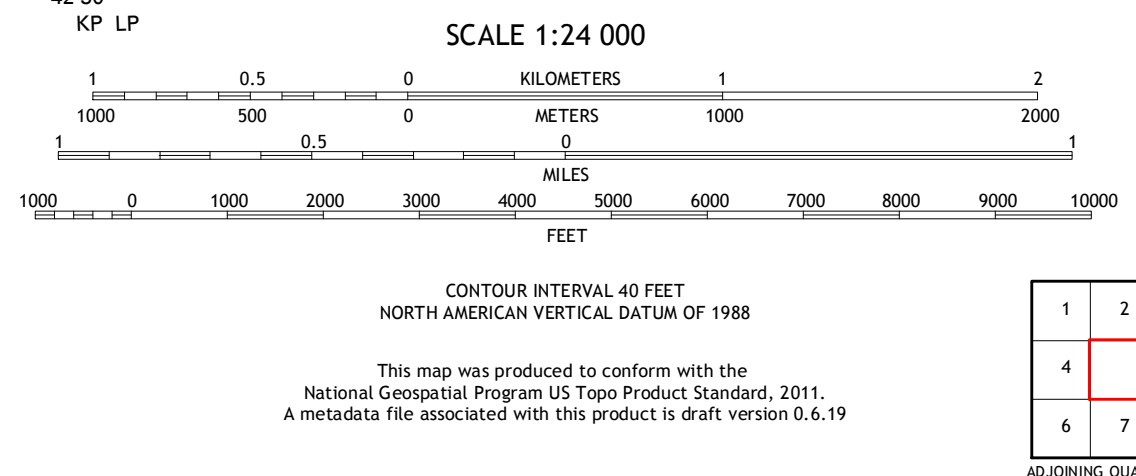 KP LP
SCALE 1:24 000
1 0.5 0 KILOMETERS 1 2
1000 500 0 METERS 1000 2000
1 0.5 0 1
MILES
1000 0 1000 2000 3000 4000 5000 6000 7000 8000 9000 10000
FEET
CONTOUR INTERVAL 40 FEET
NORTH AMERICAN VERTICAL DATUM OF 1988
This map was produced to conform with the
National Geospatial Program US Topo Product Standard, 2011.
A metadata file associated with this product is draft version 0.6.19
1 2
4
6 7
ADJOINING